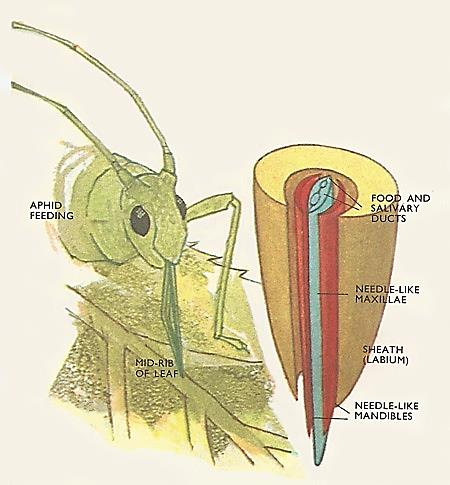 APHID
FEEDING
FOOD AND
SALIVARY
DUCTS
NEEDLE-LIKE
MAXILLAE
SHEATH
(LABIUM)
MID-RIB
OF LEAF
NEEDLE-LIKE
MANDIBLES